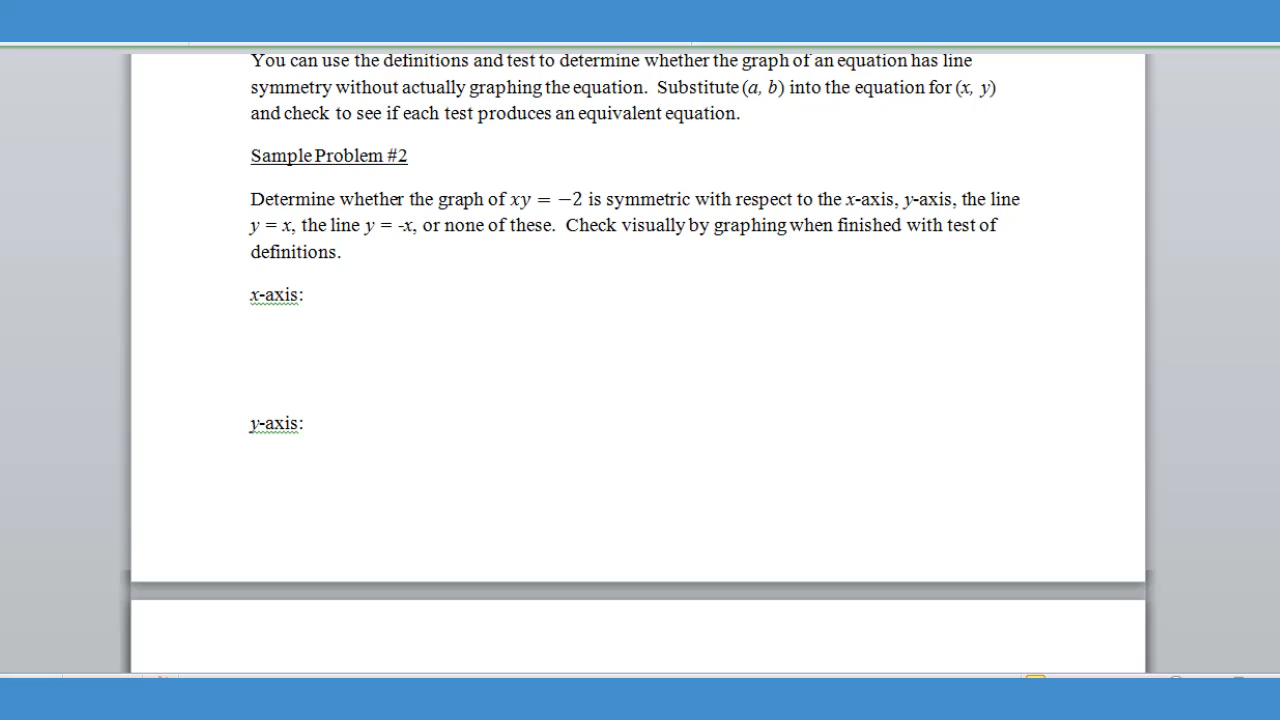 You can use the definitions and test to determine whether the graph of an equation has line
symmetry without actually graphing the equation.  Substitute (a, b) into the equation for (x, y)
and check to see if each test produces an equivalent equation.
Sample Problem #2
Determine whether the graph of xy = −2 is symmetric with respect to the x-axis, y-axis, the line
y = x, the line y = -x, or none of these.  Check visually by graphing when finished with test of
definitions.
x-axis:
y-axis: